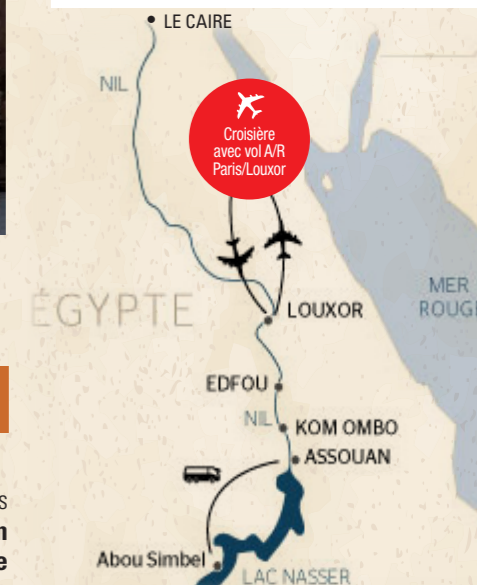 LE CAIRE
NIL
Croisière
avec vol A/R
Paris/Louxor
MER
ÉGYPTE
LOUXOR
EDFOU
NIL
KOM OMBO
ASSOUAN
Abou Simbel
LAC NASSER